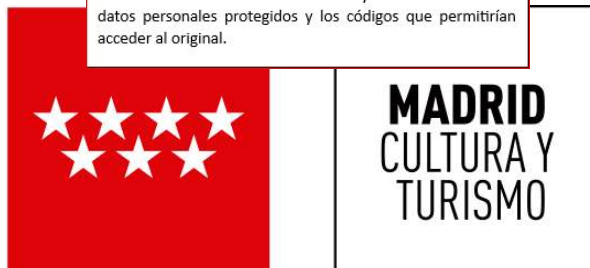 datos personales protegidos y los códigos que permitirían
acceder al original.
MADRID
CULTURA Y
TURISMO